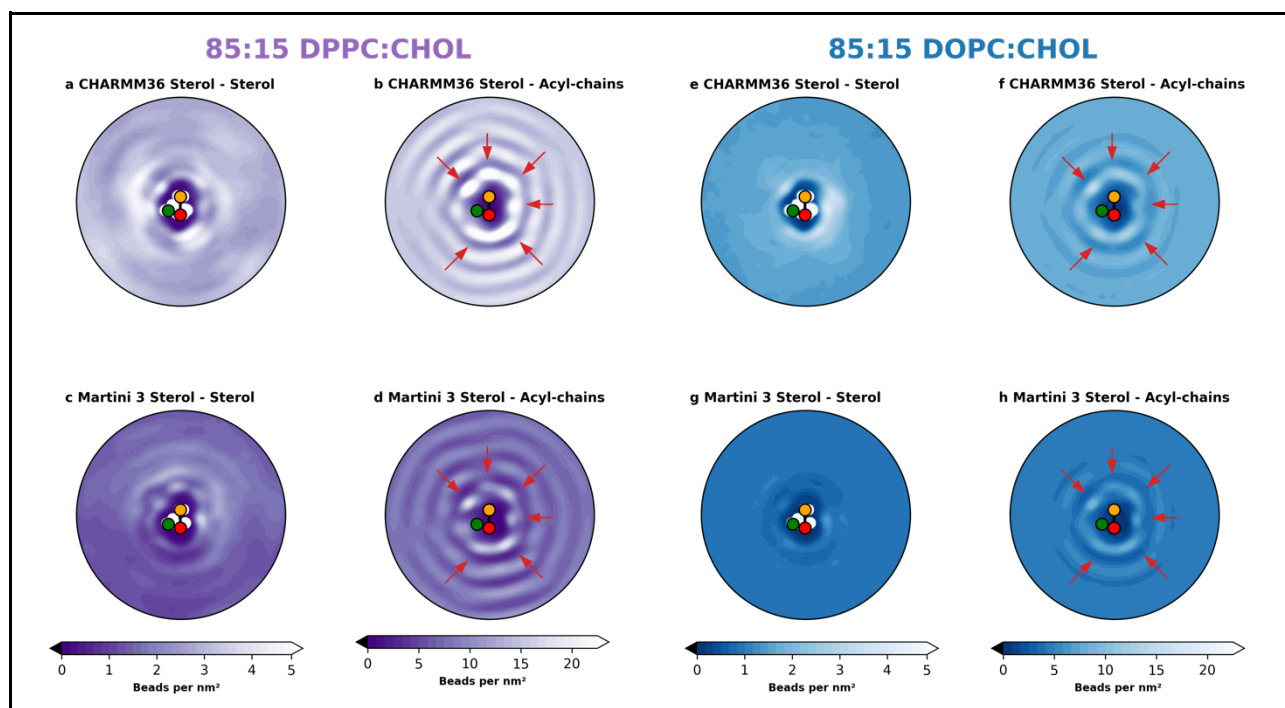 85:15 DPPC:CHOL
85:15 DOPC:CHOL
a CHARMM36 Sterol - Sterol
b CHARMM36 Sterol - Acyl-chains
e CHARMM36 Sterol - Sterol
f CHARMM36 Sterol - Acyl-chains
c Martini 3 Sterol - Sterol
d Martini 3 Sterol - Acyl-chains
g Martini 3 Sterol - Sterol
h Martini 3 Sterol - Acyl-chains
0 1 2 3 4 5
Beads per nm²
0 5 10 15 20
Beads per nm²
0 1 2 3 4 5
Beads per nm²
0 5 10 15 20
Beads per nm²